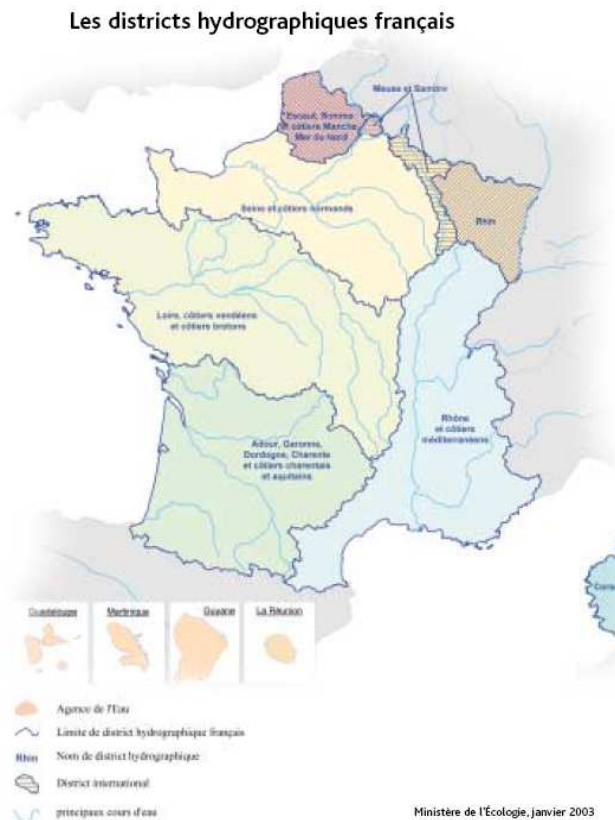 Les districts hydrographiques français
Meuse et Sambre
Escaut, Somme
et côtiers Manche
Mer du Nord
Seine et côtiers normands
Rhin
Loire, côtiers vendéens
et côtiers bretons
Rhône
et côtiers
méditerranéens
Adour, Garonne,
Dordogne, Charente
et côtiers charentais
et aquitains
Guadeloupe
Martinique
Guyane
La Réunion
Agence de l'Eau
Limite de district hydrographique français
Rhin
Nom de district hydrographique
District international
principaux cours d'eau
Ministère de l'Écologie, janvier 2003